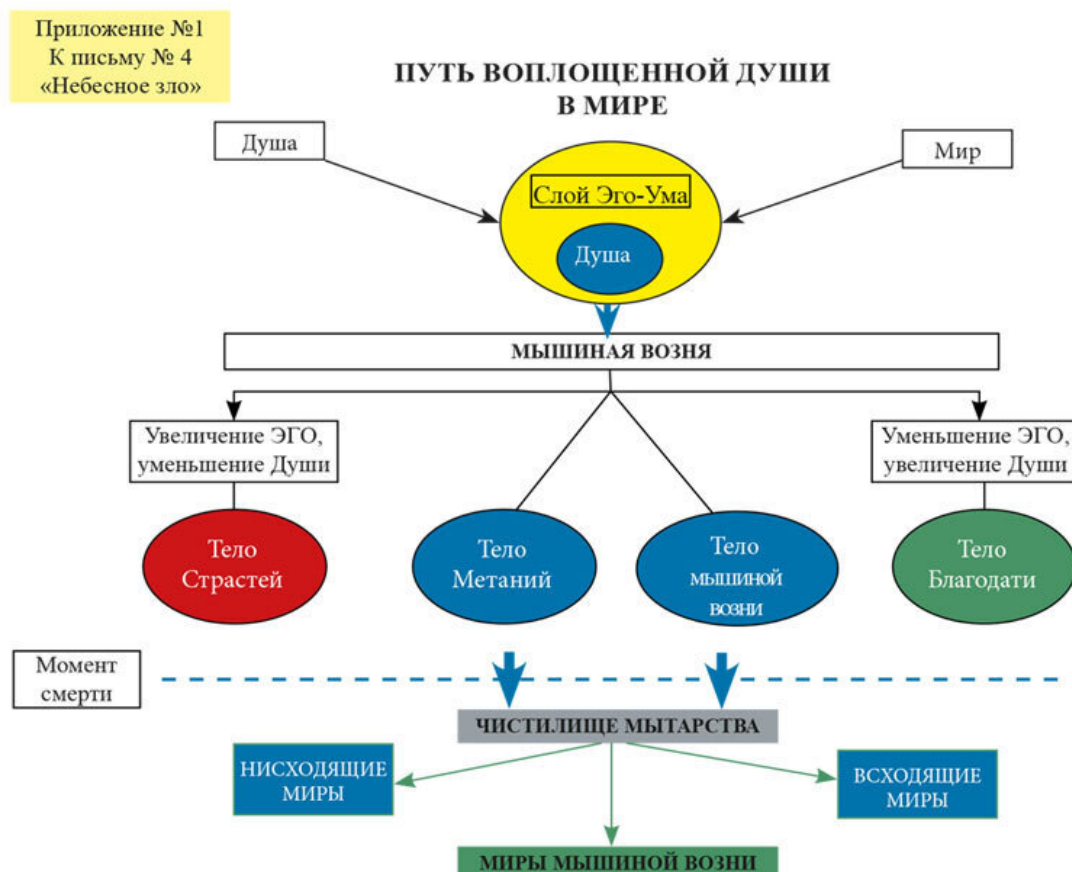 Приложение №1
К письму № 4
«Небесное зло»
ПУТЬ ВОПЛОЩЕННОЙ ДУШИ
В МИРЕ
Душа
Мир
Слой Эго-Ума
Душа
МЫШИНАЯ ВОЗНЯ
Увеличение ЭГО,
уменьшение Души
Уменьшение ЭГО,
увеличение Души
Тело
Страстей
Тело
Метаний
Тело
мышиной
возни
Тело
Благодати
Момент
смерти
ЧИСТИЛИЩЕ МЫТАРСТВА
НИСХОДЯЩИЕ
МИРЫ
ВСХОДЯЩИЕ
МИРЫ
МИРЫ МЫШИНОЙ ВОЗНИ